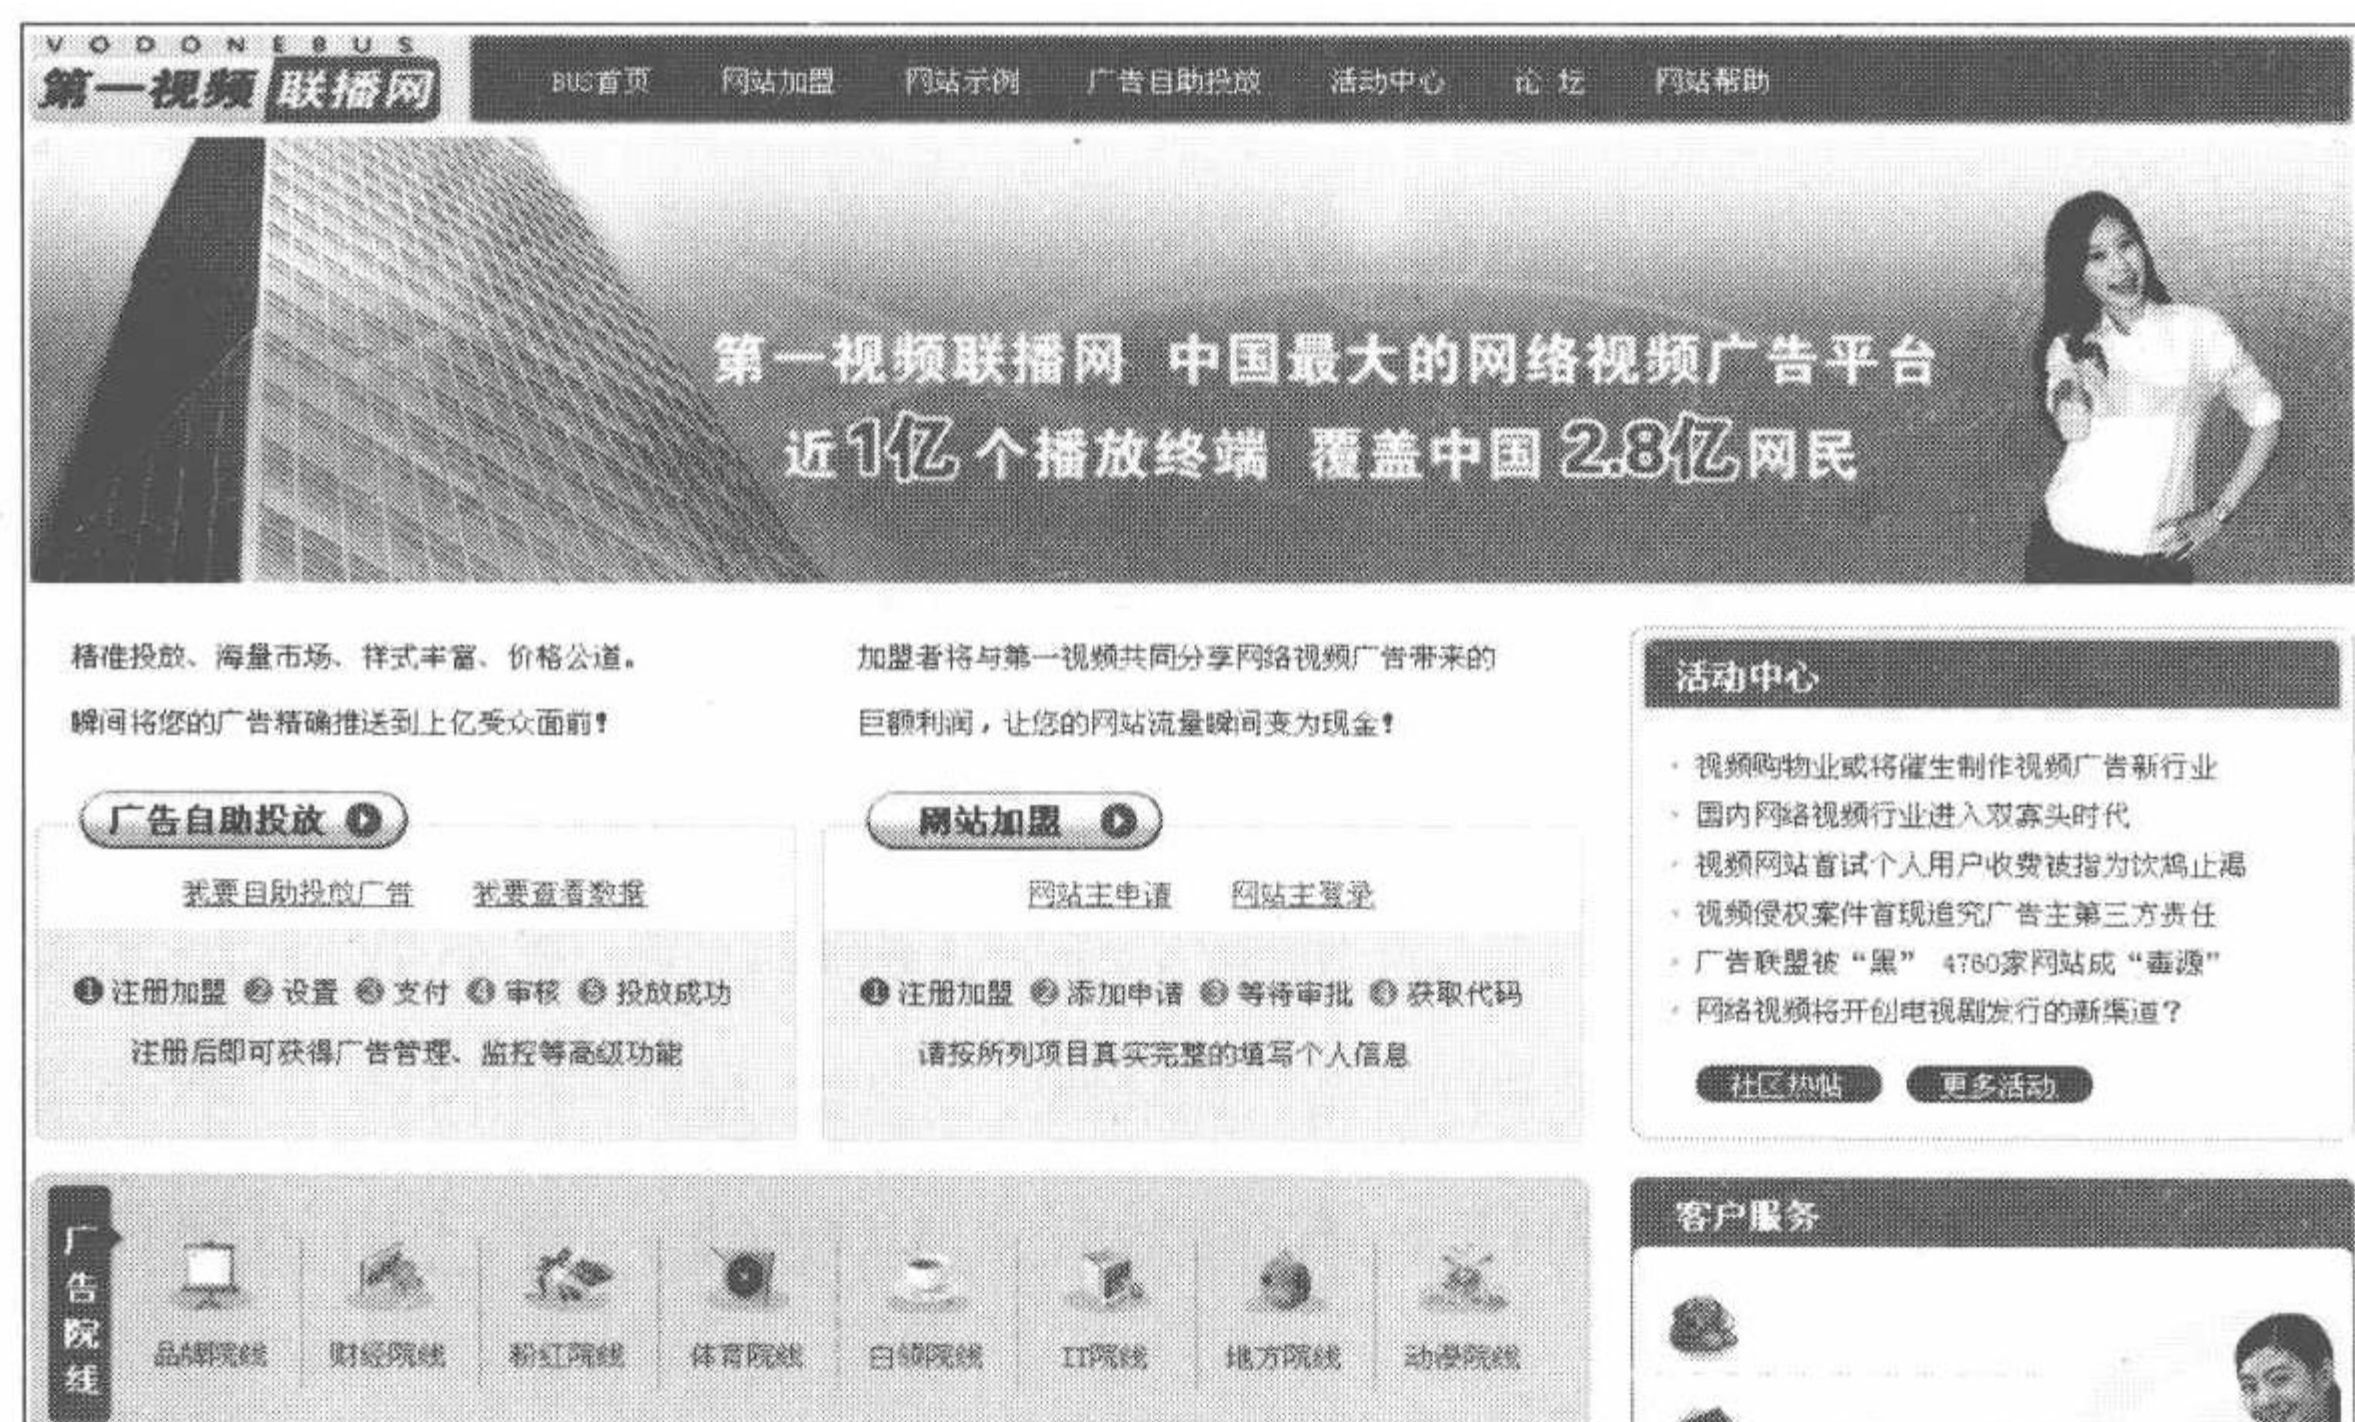 VODONEBUS
第一视频 联播网
BUS首页 网站加盟 网站示例 广告自助投放 活动中心 论 坛 网站帮助
第一视频联播网 中国最大的网络视频广告平台
近1亿个播放终端 覆盖中国2.8亿网民
精准投放、海量市场、样式丰富、价格公道。
瞬间将您的广告精确推送到上亿受众面前!
广告自助投放
我要自助投放广告 我要查看数据
❶注册加盟 ❷设置 ❸支付 ❹审核 ❺投放成功
注册后即可获得广告管理、监控等高级功能
加盟者将与第一视频共同分享网络视频广告带来的
巨额利润，让您的网站流量瞬间变为现金!
网站加盟
网站主申请 网站主登录
❶注册加盟 ❷添加申请 ❸等待审批 ❹获取代码
请按所列项目真实完整的填写个人信息
活动中心
· 视频购物业或将催生制作视频广告新行业
· 国内网络视频行业进入双寡头时代
· 视频网站首试个人用户收费被指为饮鸩止渴
· 视频侵权案件首现追究广告主第三方责任
· 广告联盟被“黑” 4760家网站成“毒源”
· 网络视频将开创电视剧发行的新渠道?
社区热帖 更多活动
广告院线
品牌院线 财经院线 粉红院线 体育院线 白领院线 IT院线 地方院线 动漫院线
客户服务